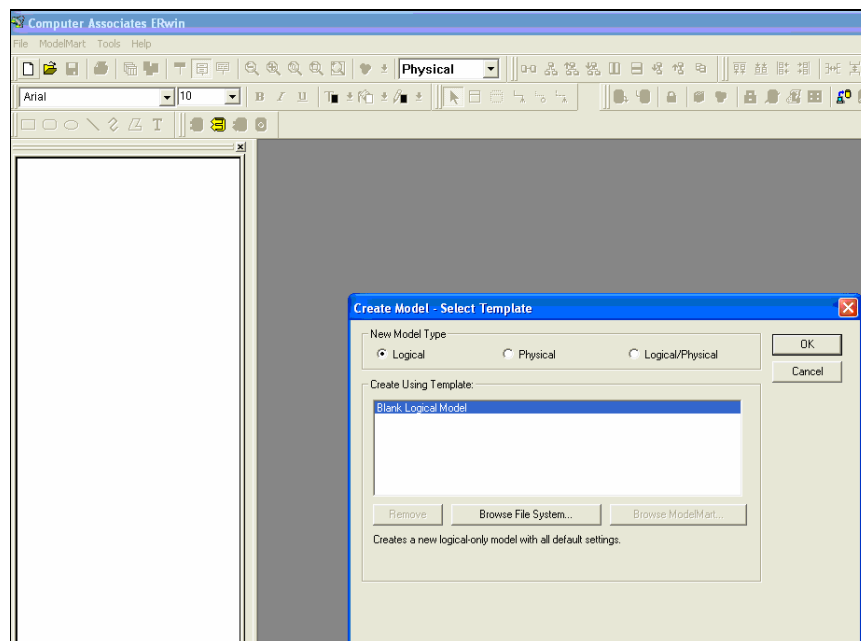 Computer Associates ERwin
File ModelMart Tools Help
Physical
Arial 10 B I U T
T
Create Model - Select Template
New Model Type
Logical Physical Logical/Physical
OK
Cancel
Create Using Template:
Blank Logical Model
Remove Browse File System... Browse ModelMart...
Creates a new logical-only model with all default settings.